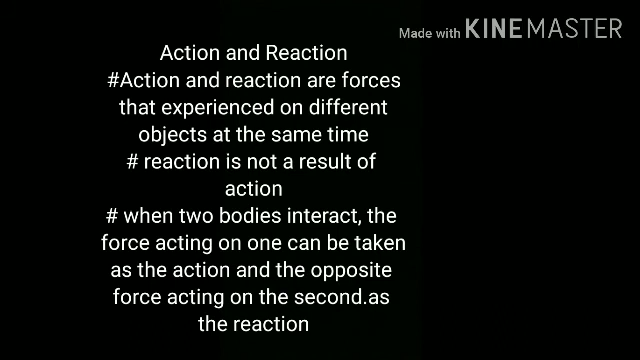 Made with KINEMASTER
Action and Reaction
#Action and reaction are forces
that experienced on different
objects at the same time
# reaction is not a result of
action
# when two bodies interact, the
force acting on one can be taken
as the action and the opposite
force acting on the second.as
the reaction